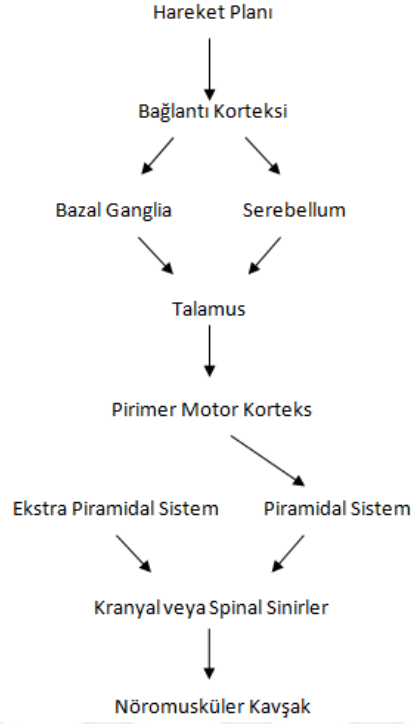 Hareket Planı
Bağlantı Korteksi
Bazal Ganglia Serebellum
Talamus
Pirimer Motor Korteks
Ekstra Piramidal Sistem Piramidal Sistem
Kranyal veya Spinal Sinirler
Nöromusküler Kavşak